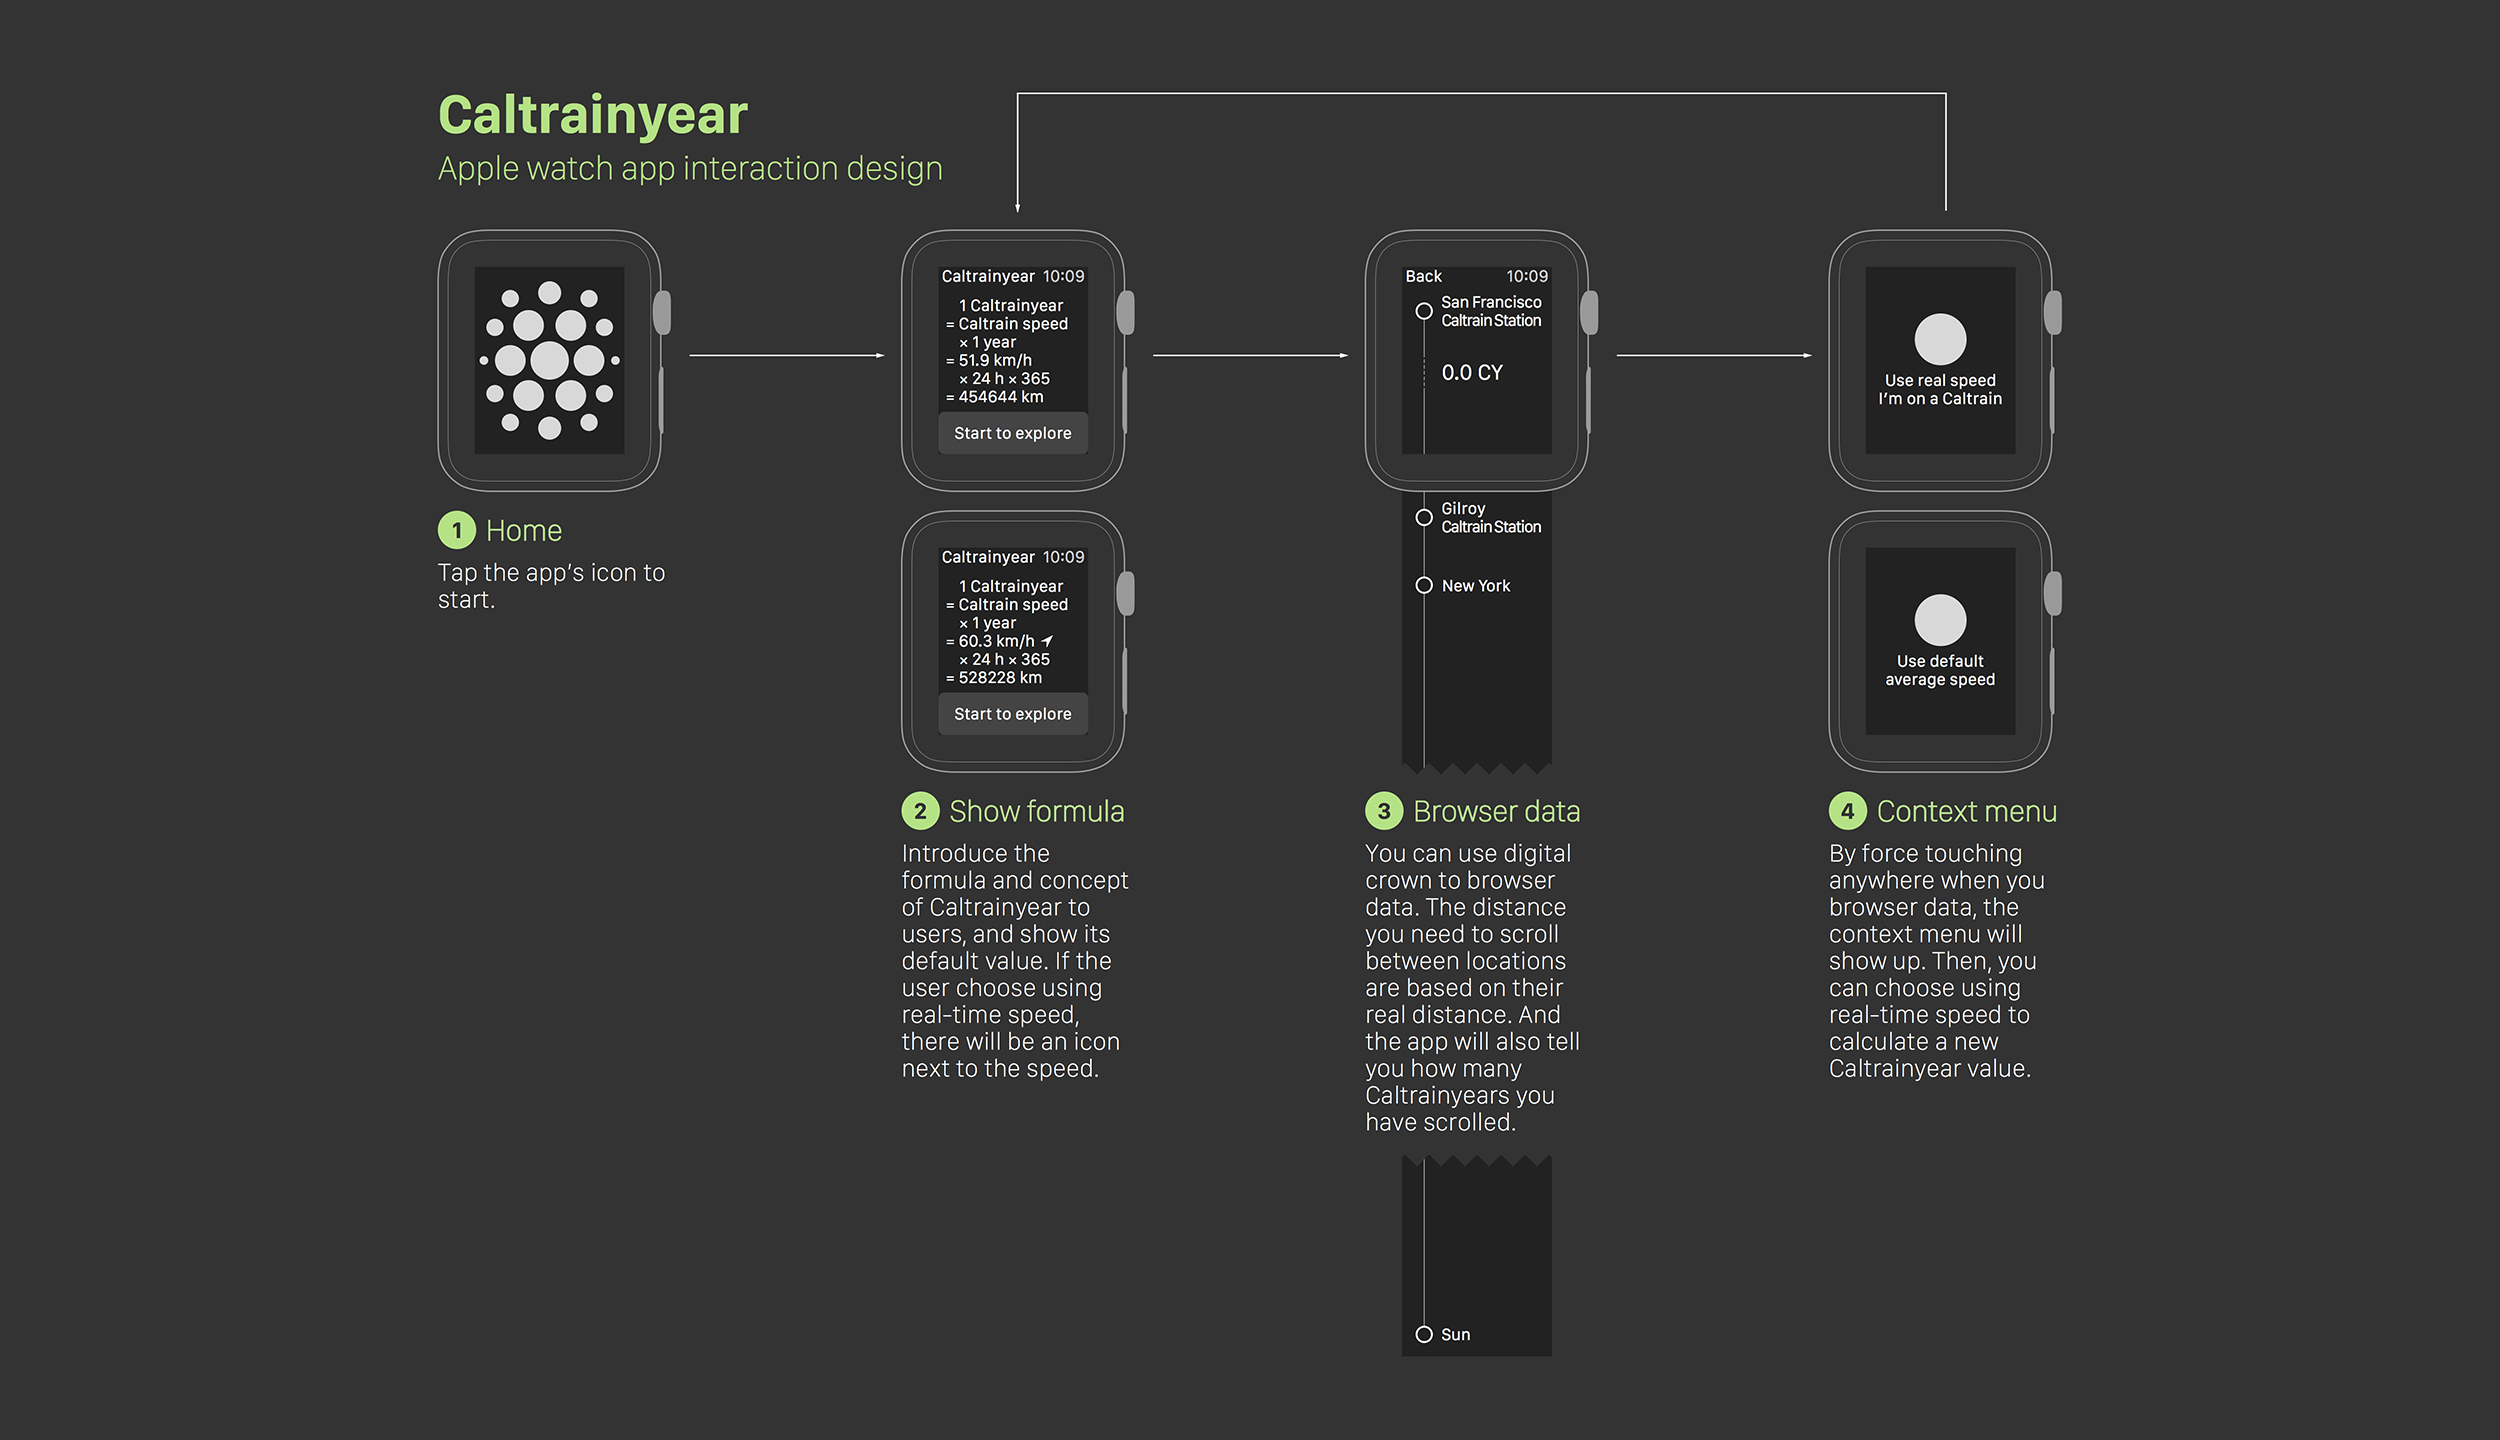 Caltrainyear
Apple watch app interaction design
1 Home
Tap the app's icon to
start.
Caltrainyear 10:09
1 Caltrainyear
= Caltrain speed
× 1 year
= 51.9 km/h
× 24 h × 365
= 454644 km
Start to explore
Caltrainyear 10:09
1 Caltrainyear
= Caltrain speed
× 1 year
= 60.3 km/h
× 24 h × 365
= 528228 km
Start to explore
2 Show formula
Introduce the
formula and concept
of Caltrainyear to
users, and show its
default value. If the
user choose using
real-time speed,
there will be an icon
next to the speed.
Back 10:09
San Francisco
Caltrain Station
0.0 CY
Gilroy
Caltrain Station
New York
3 Browser data
You can use digital
crown to browser
data. The distance
you need to scroll
between locations
are based on their
real distance. And
the app will also tell
you how many
Caltrainyears you
have scrolled.
Sun
Use real speed
I'm on a Caltrain
Use default
average speed
4 Context menu
By force touching
anywhere when you
browser data, the
context menu will
show up. Then, you
can choose using
real-time speed to
calculate a new
Caltrainyear value.